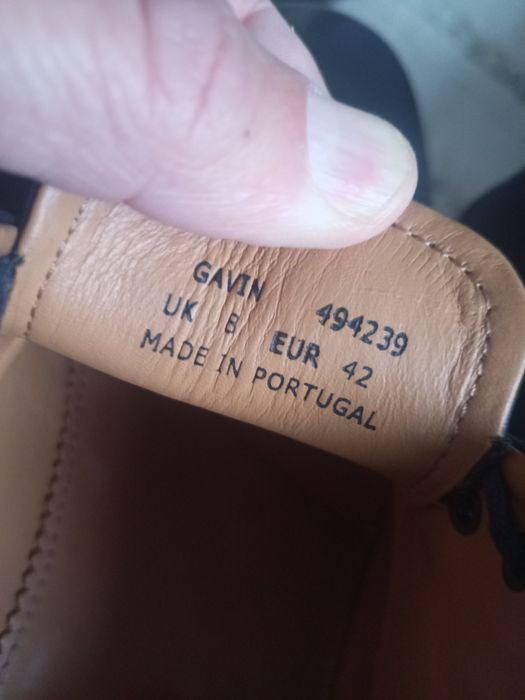 GAVIN 494239
UK 8 EUR 42
MADE IN PORTUGAL